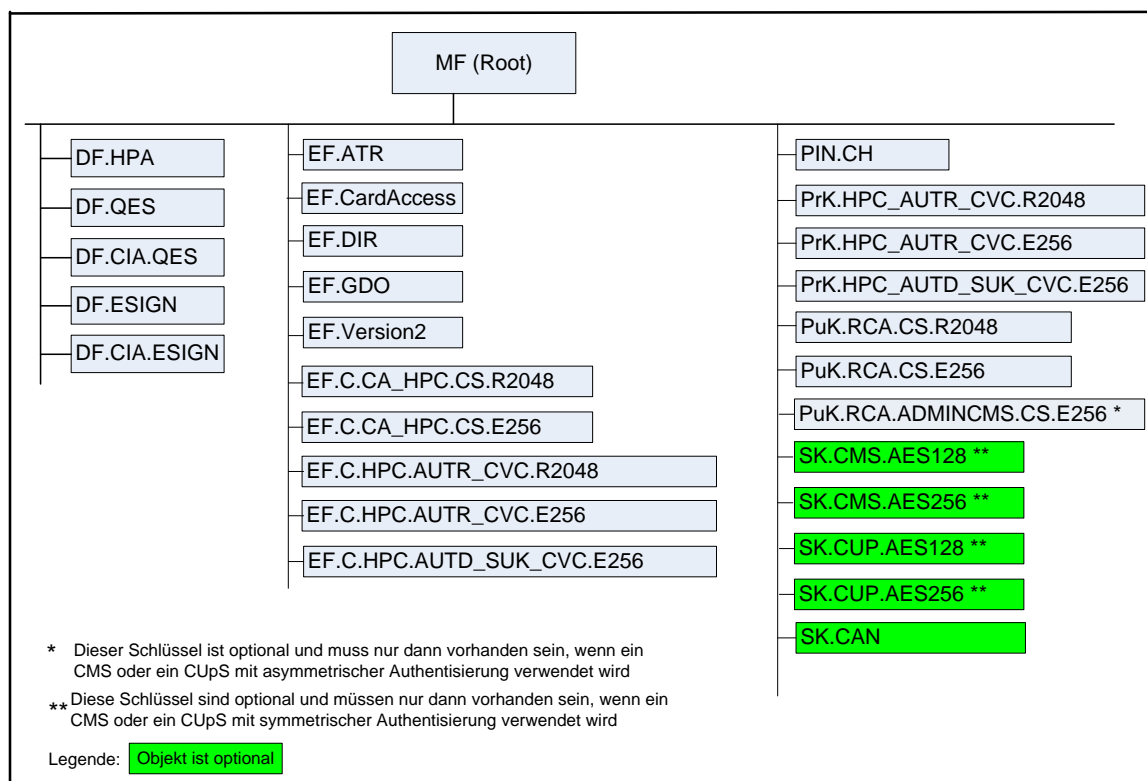 MF (Root)
DF.HPA
DF.QES
DF.CIA.QES
DF.ESIGN
DF.CIA.ESIGN
EF.ATR
EF.CardAccess
EF.DIR
EF.GDO
EF.Version2
EF.C.CA_HPC.CS.R2048
EF.C.CA_HPC.CS.E256
EF.C.HPC.AUTR_CVC.R2048
EF.C.HPC.AUTR_CVC.E256
EF.C.HPC.AUTD_SUK_CVC.E256
PIN.CH
PrK.HPC_AUTR_CVC.R2048
PrK.HPC_AUTR_CVC.E256
PrK.HPC_AUTD_SUK_CVC.E256
PuK.RCA.CS.R2048
PuK.RCA.CS.E256
PuK.RCA.ADMINCMS.CS.E256 *
SK.CMS.AES128 **
SK.CMS.AES256 **
SK.CUP.AES128 **
SK.CUP.AES256 **
SK.CAN
* Dieser Schlüssel ist optional und muss nur dann vorhanden sein, wenn ein
CMS oder ein CUpS mit asymmetrischer Authentisierung verwendet wird
** Diese Schlüssel sind optional und müssen nur dann vorhanden sein, wenn ein
CMS oder ein CUpS mit symmetrischer Authentisierung verwendet wird
Legende: Objekt ist optional